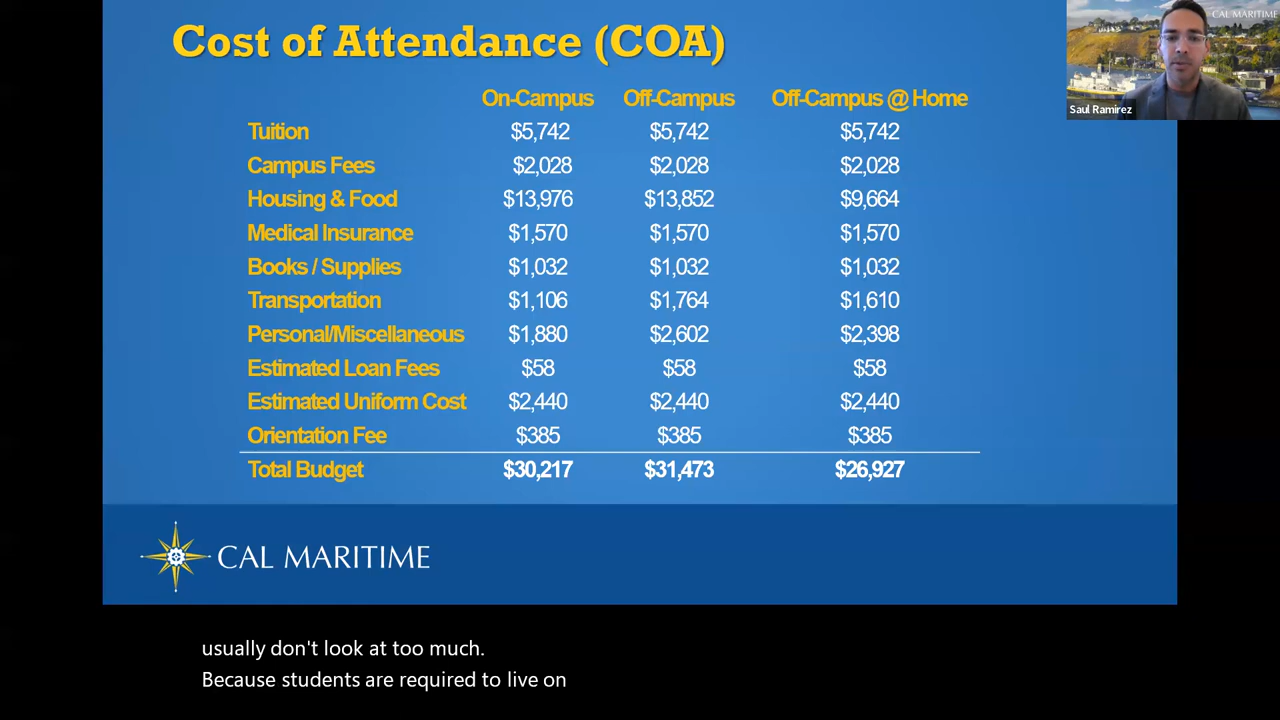 Cost of Attendance (COA)
On-Campus Off-Campus Off-Campus @ Home
Tuition $5,742 $5,742 $5,742
Campus Fees $2,028 $2,028 $2,028
Housing & Food $13,976 $13,852 $9,664
Medical Insurance $1,570 $1,570 $1,570
Books / Supplies $1,032 $1,032 $1,032
Transportation $1,106 $1,764 $1,610
Personal/Miscellaneous $1,880 $2,602 $2,398
Estimated Loan Fees $58 $58 $58
Estimated Uniform Cost $2,440 $2,440 $2,440
Orientation Fee $385 $385 $385
Total Budget $30,217 $31,473 $26,927
CAL MARITIME
CAL MARITIME
Saul Ramirez
usually don't look at too much.
Because students are required to live on